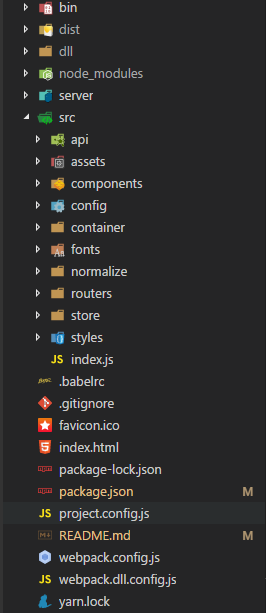 bin
dist
dll
node_modules
server
src
api
assets
components
config
container
fonts
normalize
routers
store
styles
JS index.js
.babelrc
.gitignore
favicon.ico
index.html
package-lock.json
package.json M
JS project.config.js
README.md M
webpack.config.js
JS webpack.dll.config.js
yarn.lock